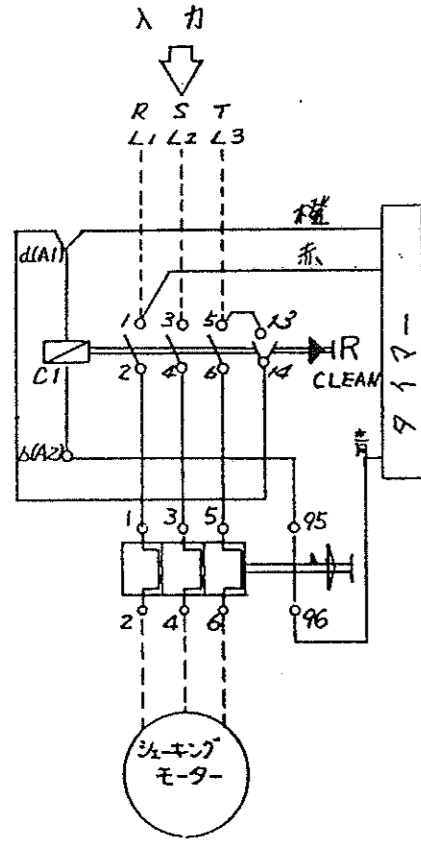 入 力
R S T
L1 L2 L3
橙
d(A1)
赤
1 3 5 13
R
C1
2 4 6 14
CLEAN
タイマー
b(A2)
青
1 3 5 95
2 4 6 96
シェーキング
モーター